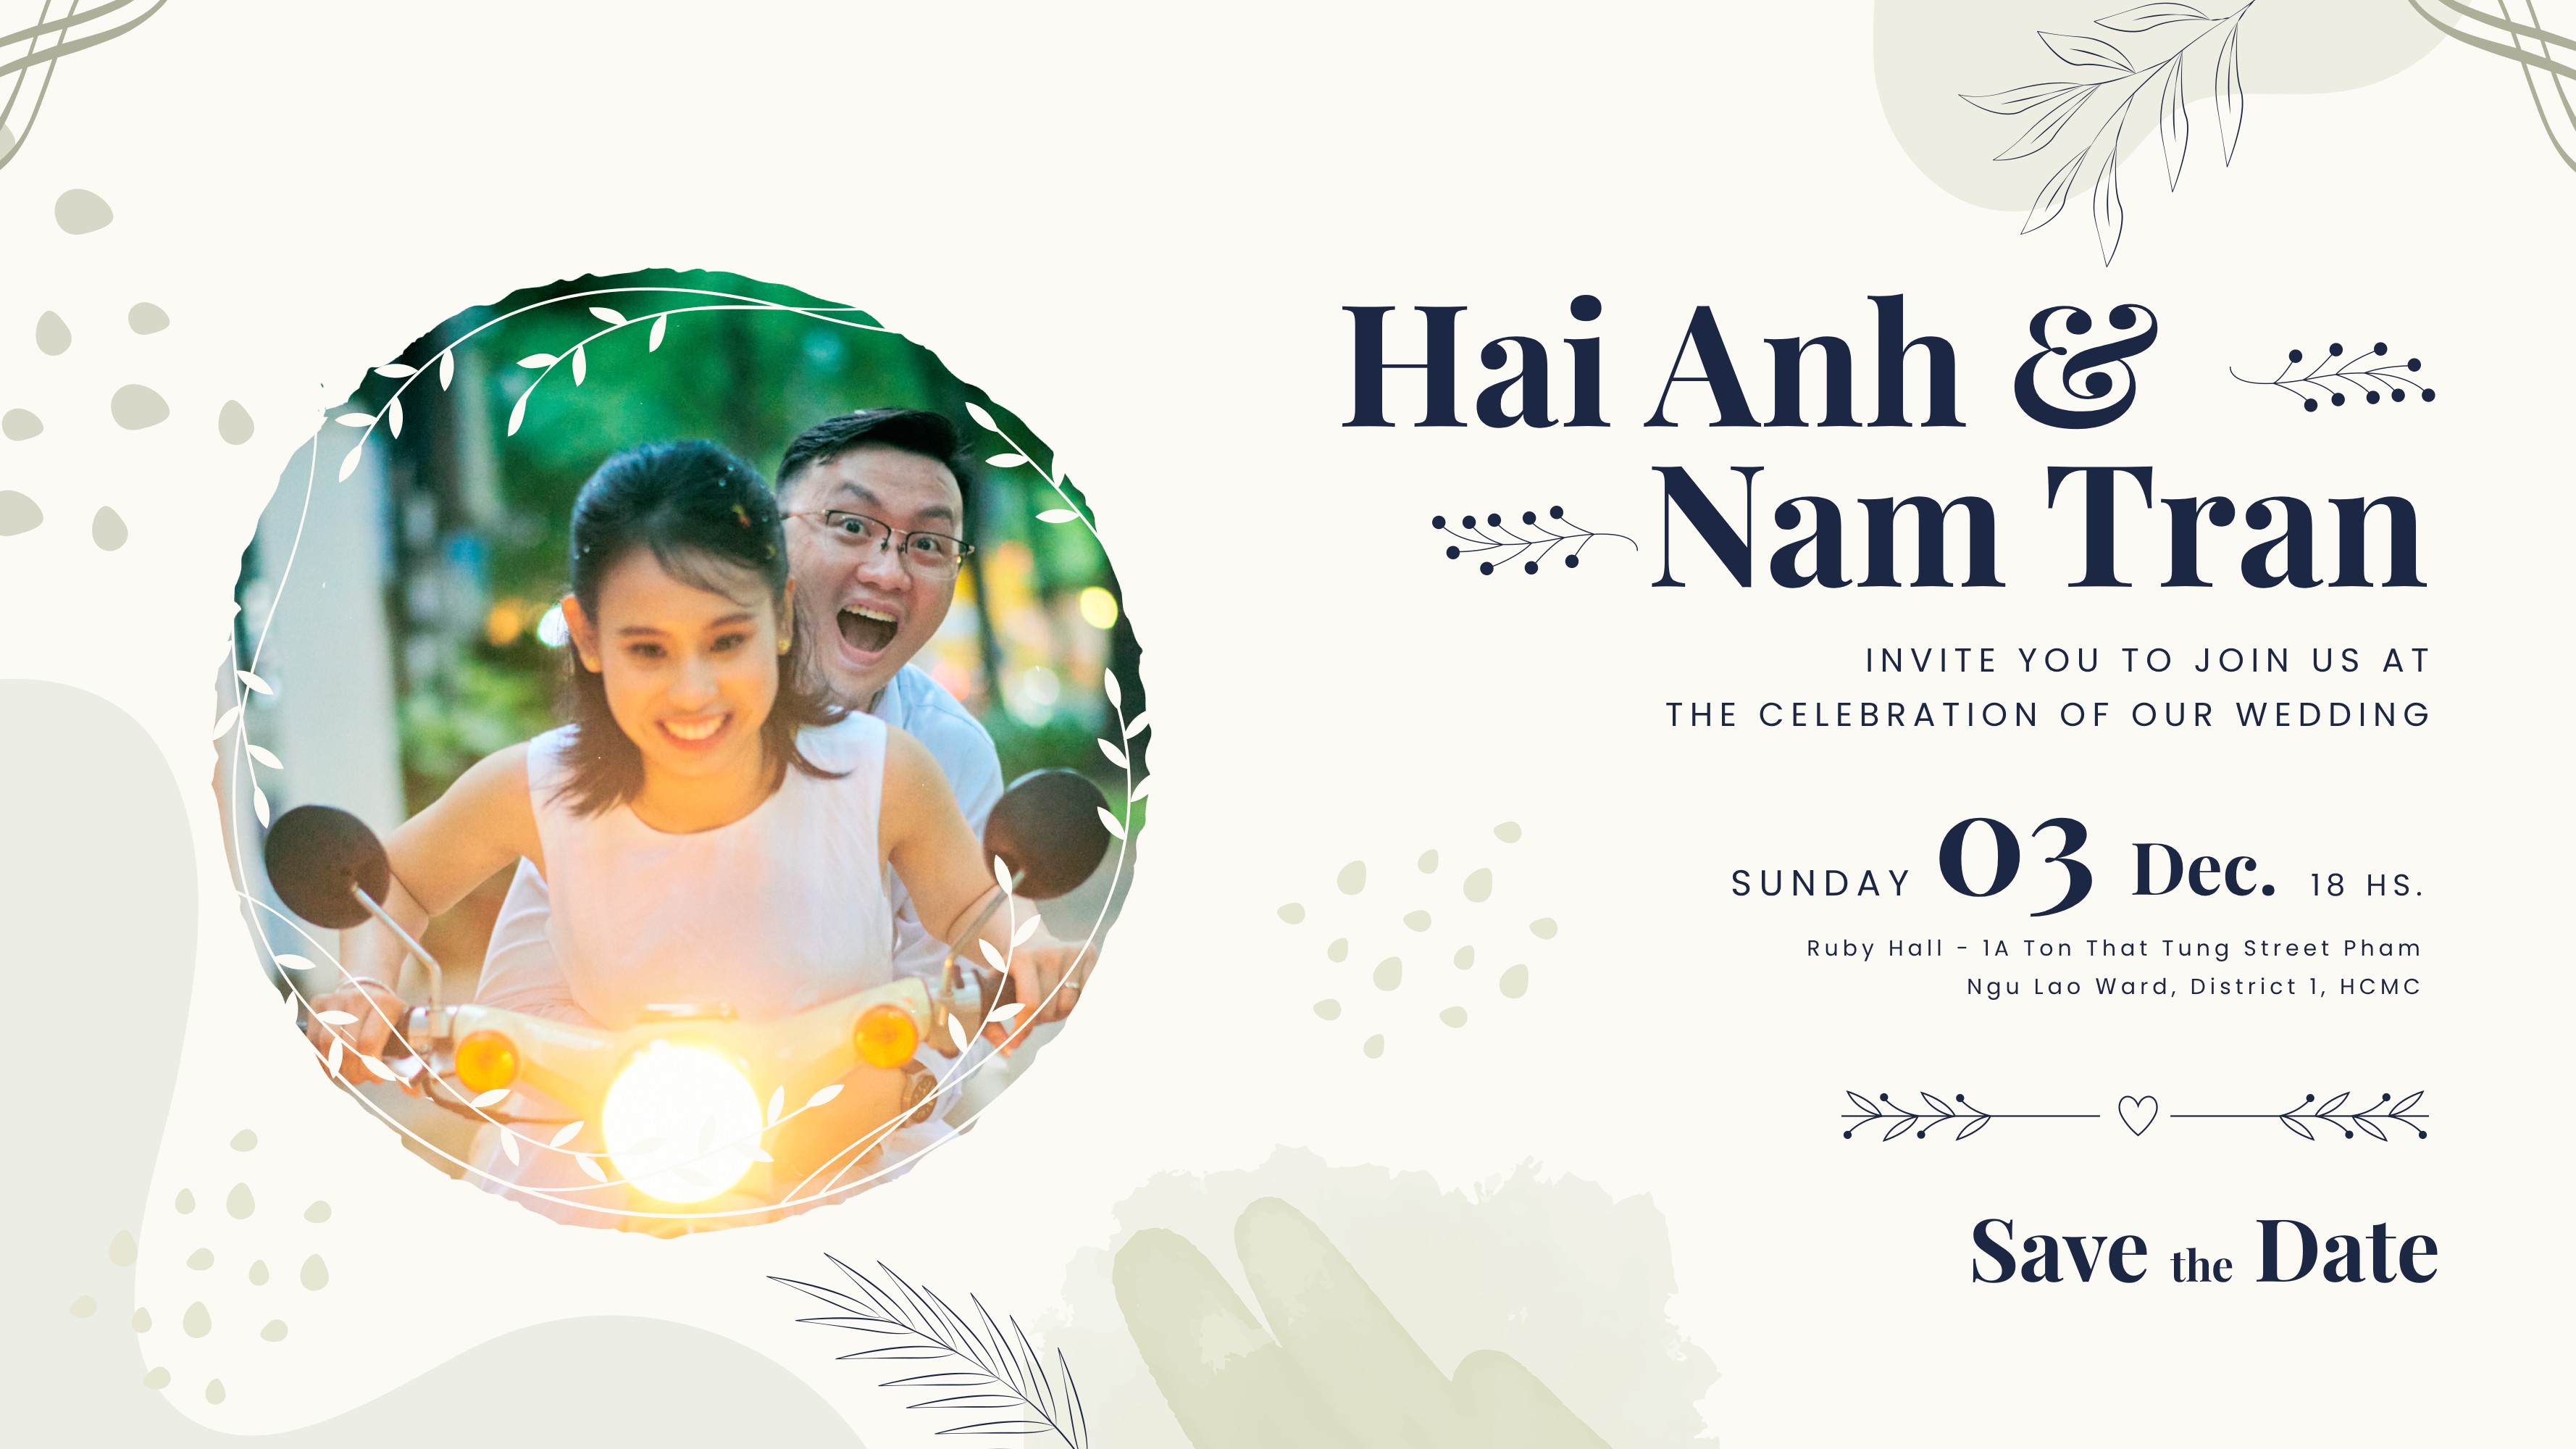 Hai Anh &
Nam Tran
INVITE YOU TO JOIN US AT
THE CELEBRATION OF OUR WEDDING
SUNDAY 03 Dec. 18 HS.
Ruby Hall - 1A Ton That Tung Street Pham
Ngu Lao Ward, District 1, HCMC
Save the Date